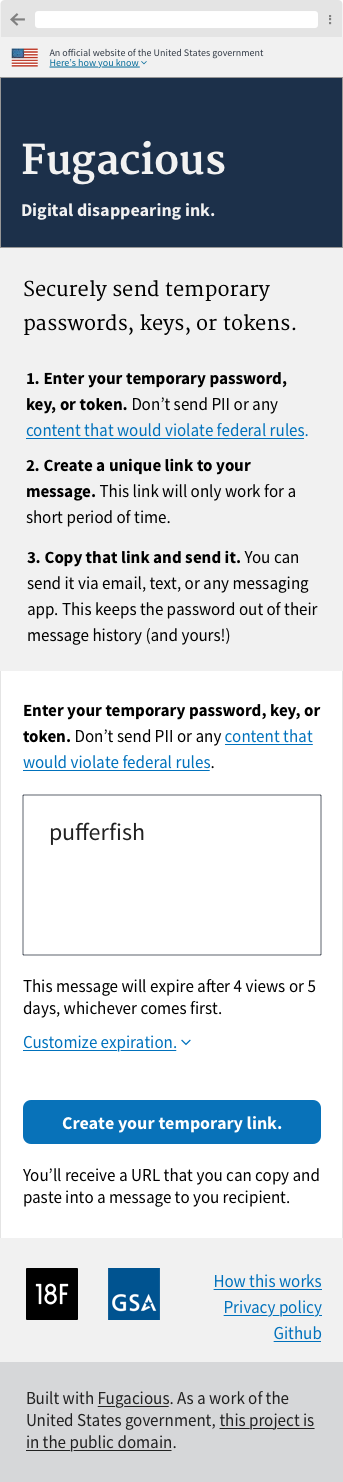 An official website of the United States government
Here's how you know
Fugacious
Digital disappearing ink.
Securely send temporary
passwords, keys, or tokens.
1. Enter your temporary password,
key, or token. Don't send PII or any
content that would violate federal rules.
2. Create a unique link to your
message. This link will only work for a
short period of time.
3. Copy that link and send it. You can
send it via email, text, or any messaging
app. This keeps the password out of their
message history (and yours!)
Enter your temporary password, key, or
token. Don't send PII or any content that
would violate federal rules.
pufferfish
This message will expire after 4 views or 5
days, whichever comes first.
Customize expiration.
Create your temporary link.
You'll receive a URL that you can copy and
paste into a message to you recipient.
18F
GSA
How this works
Privacy policy
Github
Built with Fugacious. As a work of the
United States government, this project is
in the public domain.